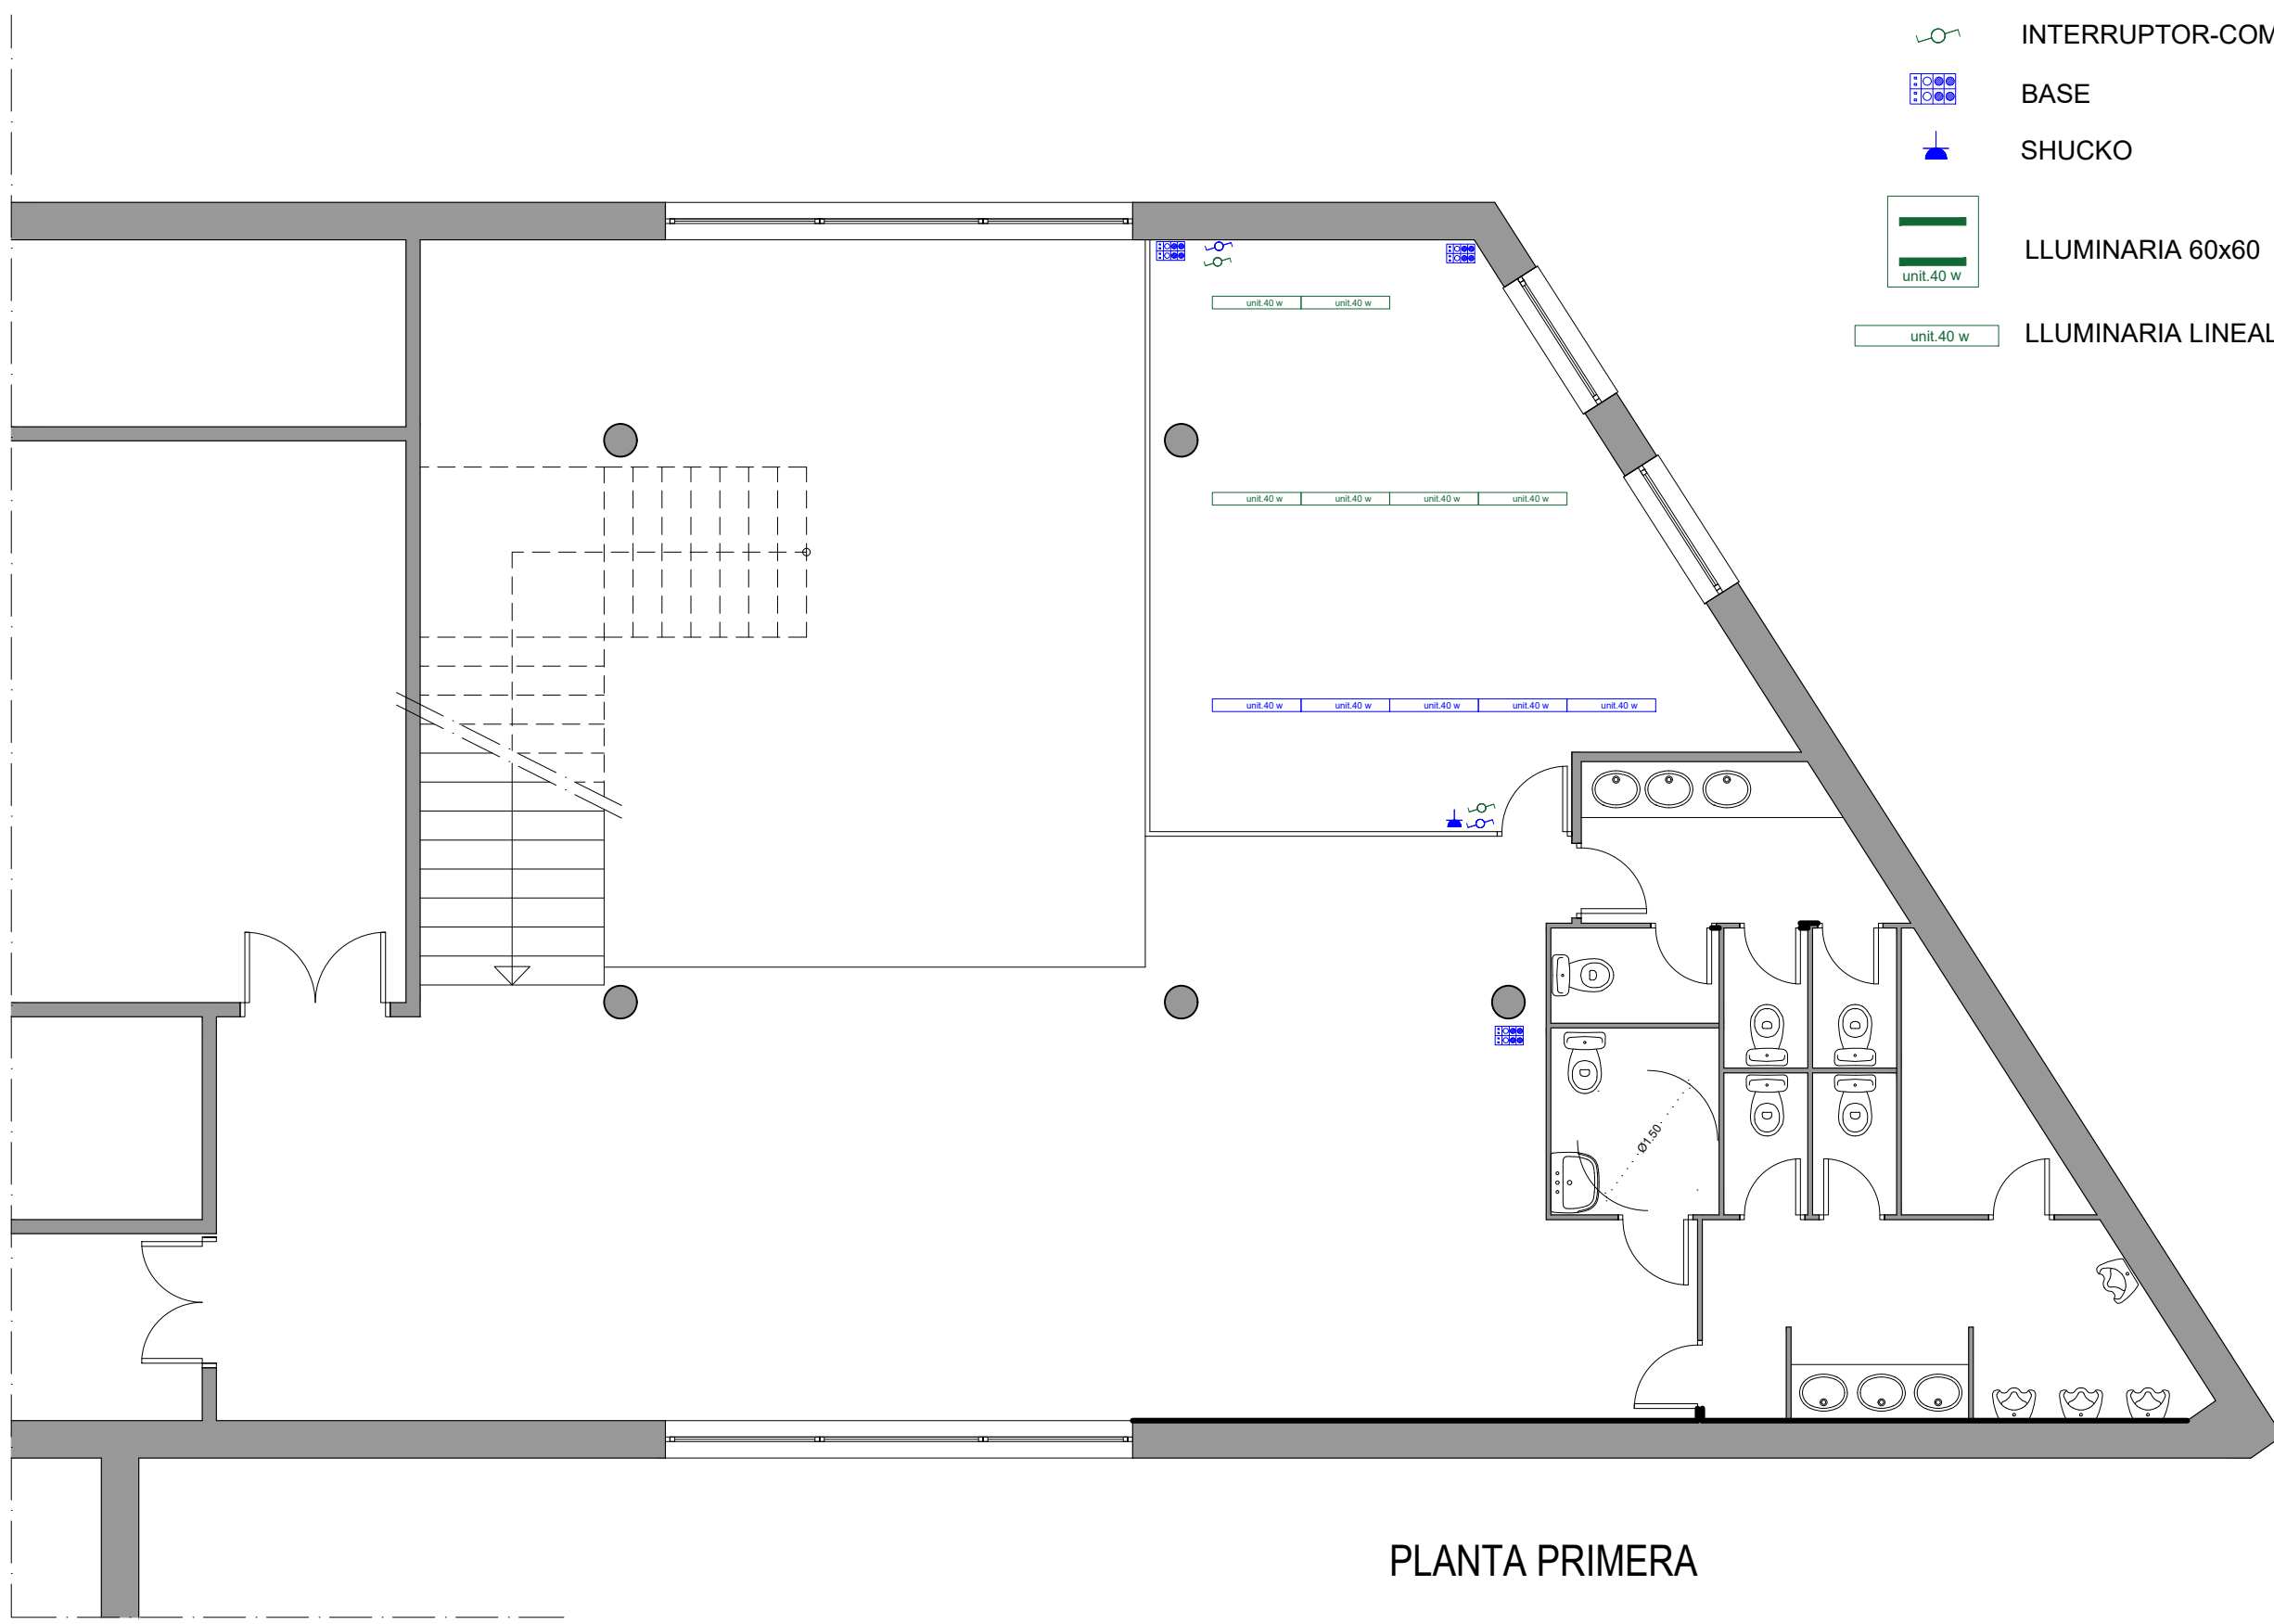 INTERRUPTOR-COM
BASE
SHUCKO
LLUMINARIA 60x60
unit.40 w
unit.40 w LLUMINARIA LINEAL
unit.40 w unit.40 w
unit.40 w unit.40 w unit.40 w unit.40 w
unit.40 w unit.40 w unit.40 w unit.40 w unit.40 w
Ø1.50
PLANTA PRIMERA